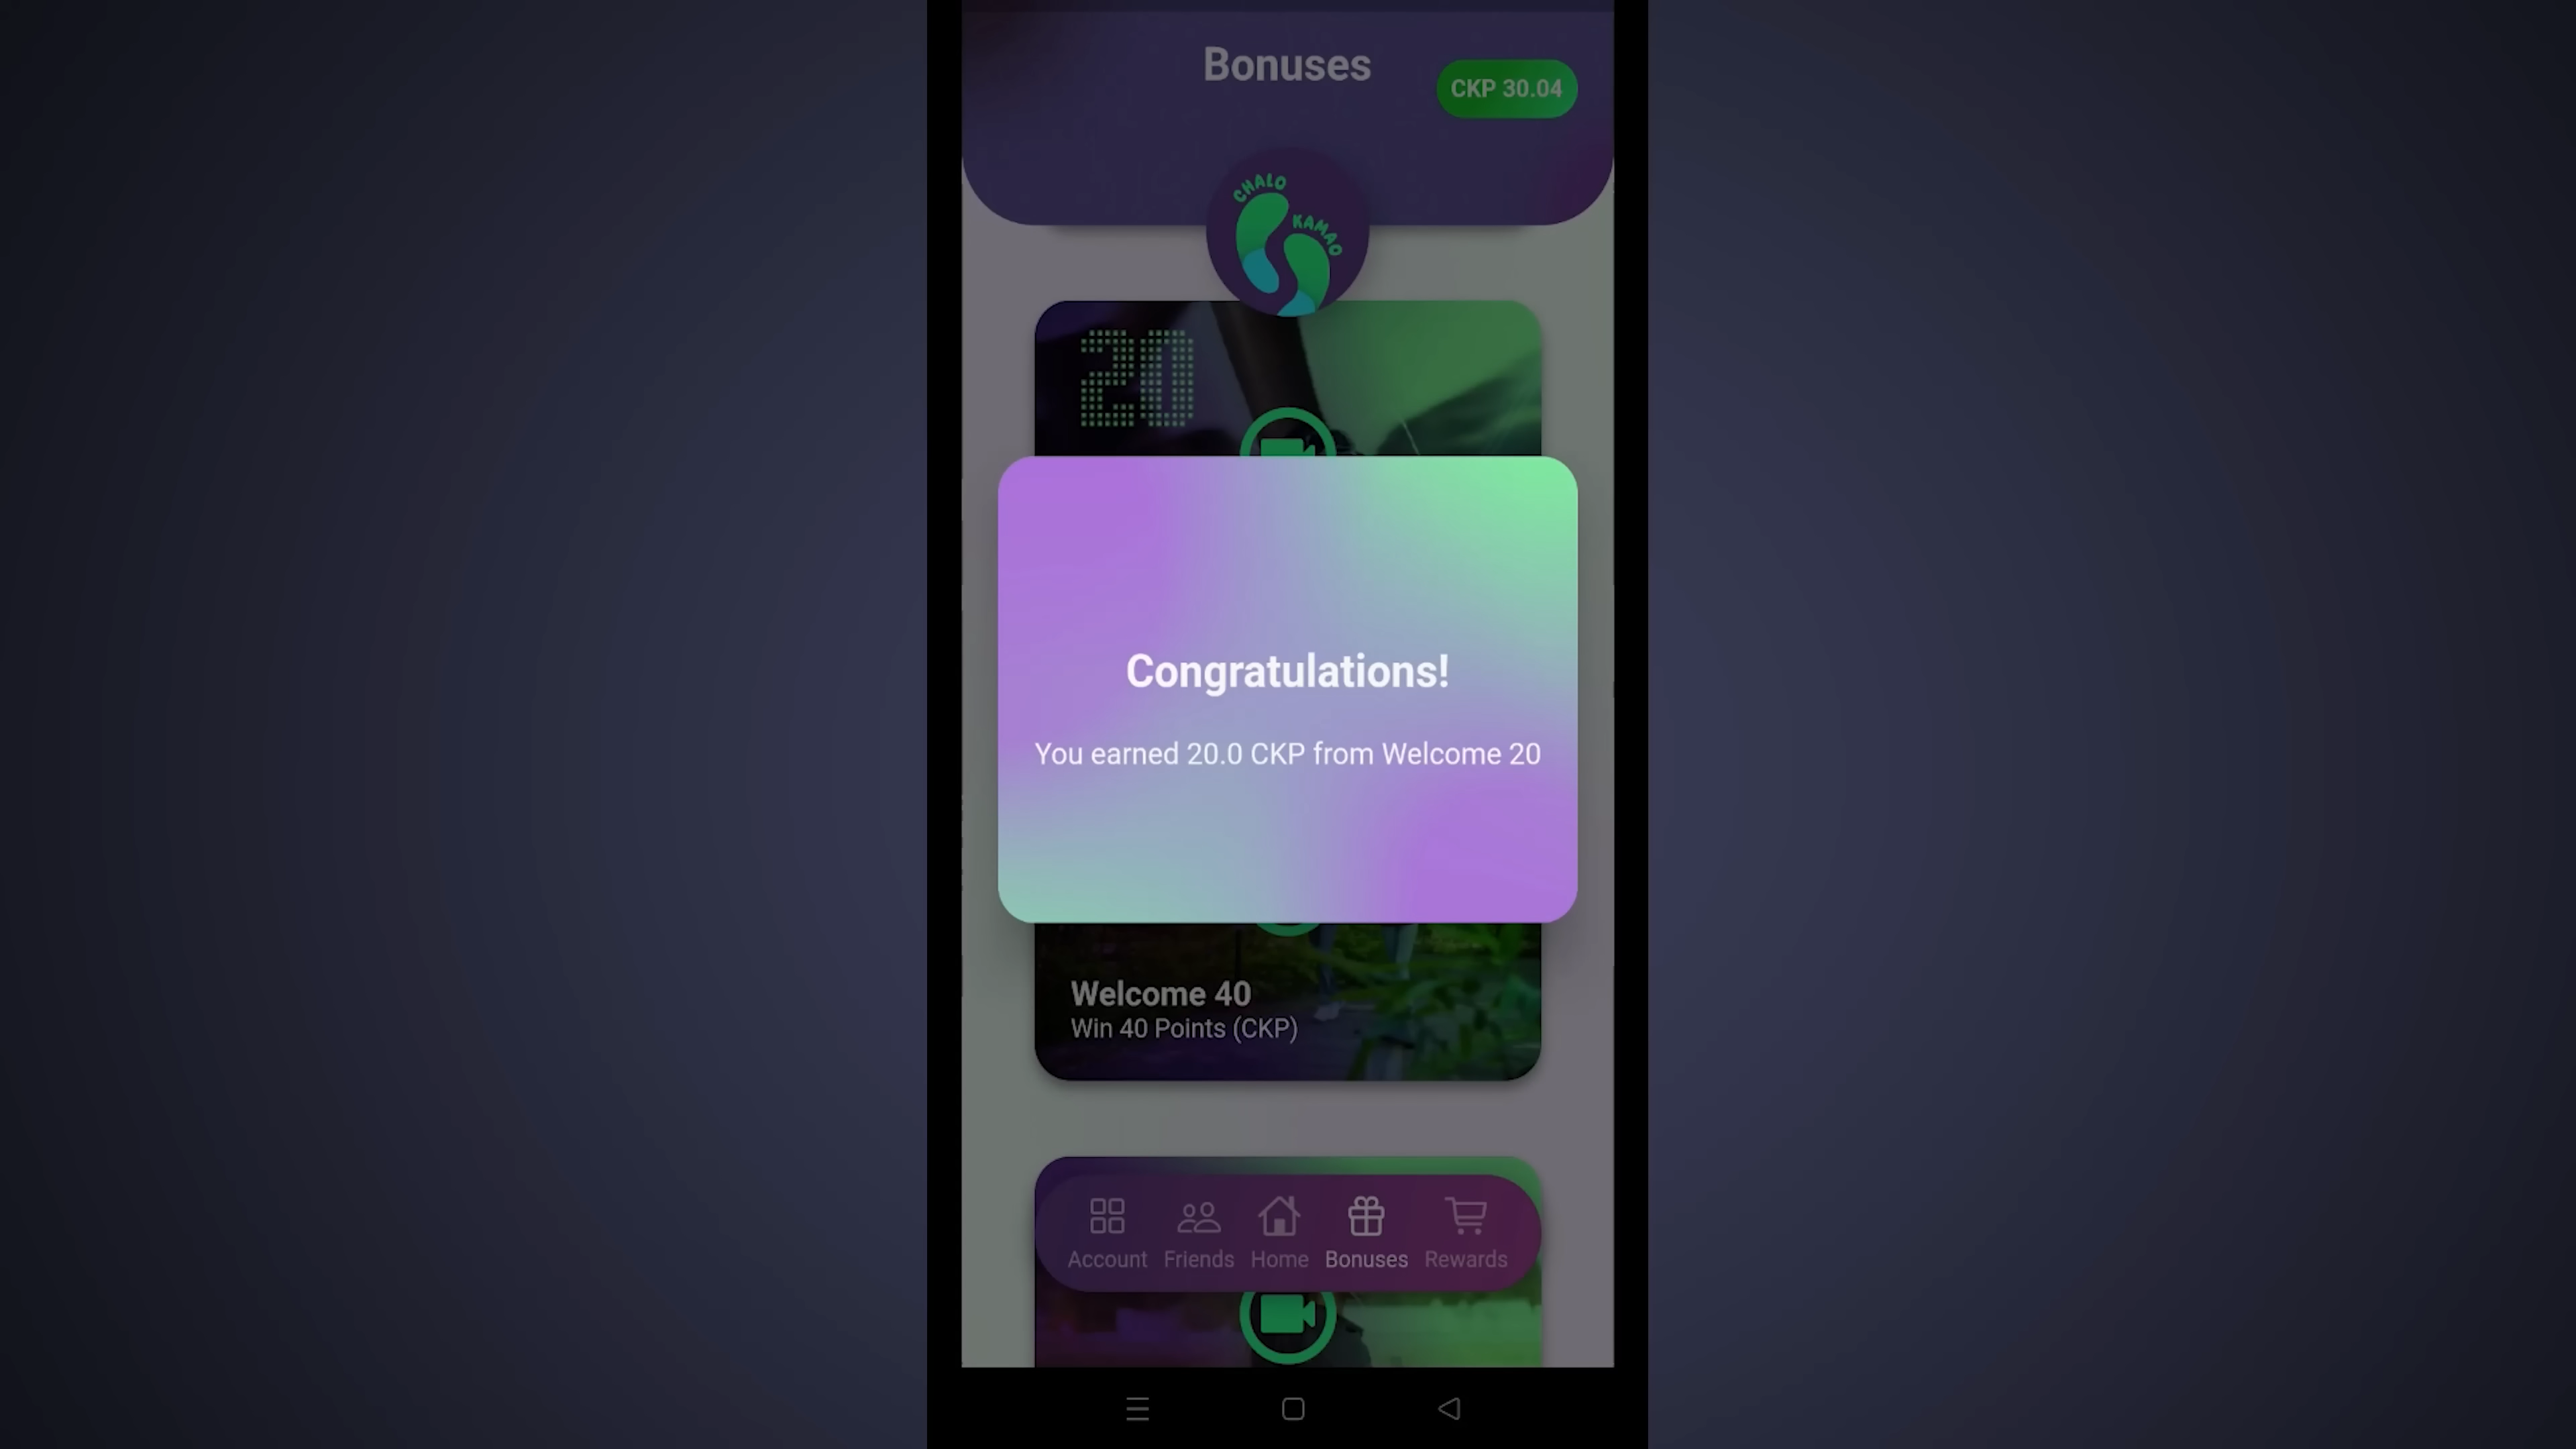 Bonuses
CKP 30.04
CHALO
KAMAO
20
Congratulations!
You earned 20.0 CKP from Welcome 20
Welcome 40
Win 40 Points (CKP)
Account Friends Home Bonuses Rewards